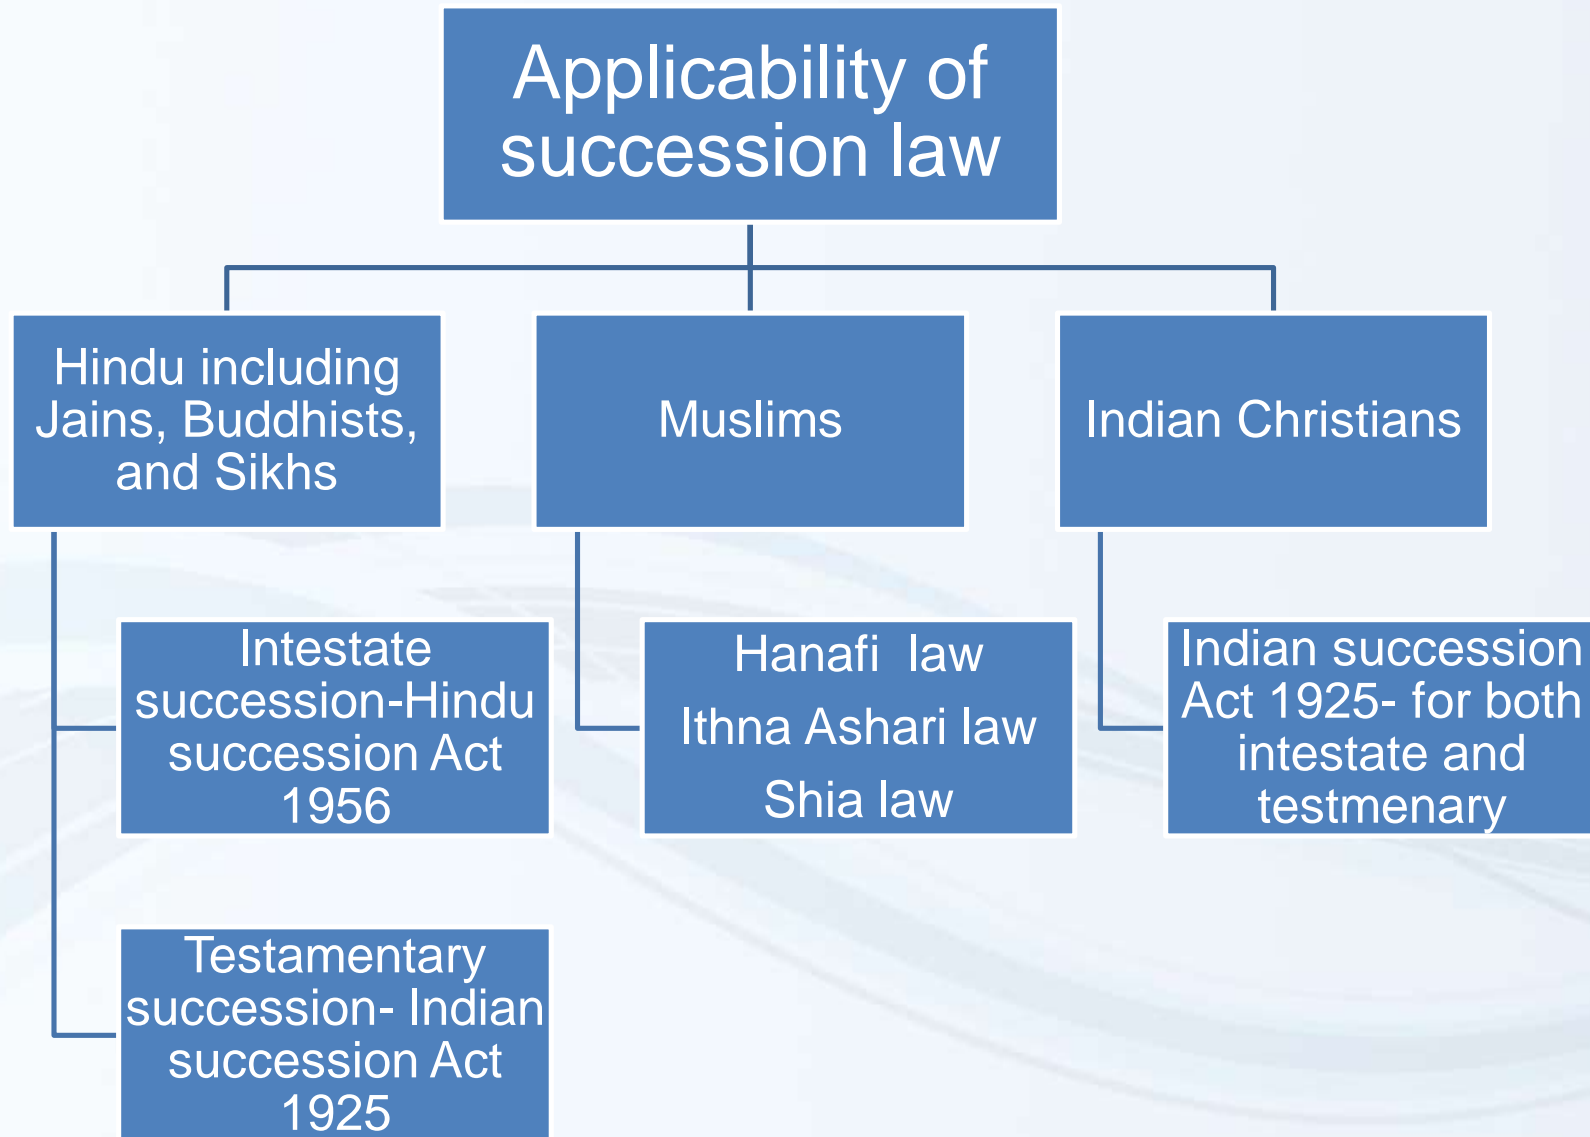 Applicability of
succession law
Hindu including
Jains, Buddhists,
and Sikhs
Muslims
Indian Christians
Intestate
succession-Hindu
succession Act
1956
Hanafi law
Ithna Ashari law
Shia law
Indian succession
Act 1925- for both
intestate and
testmenary
Testamentary
succession- Indian
succession Act
1925